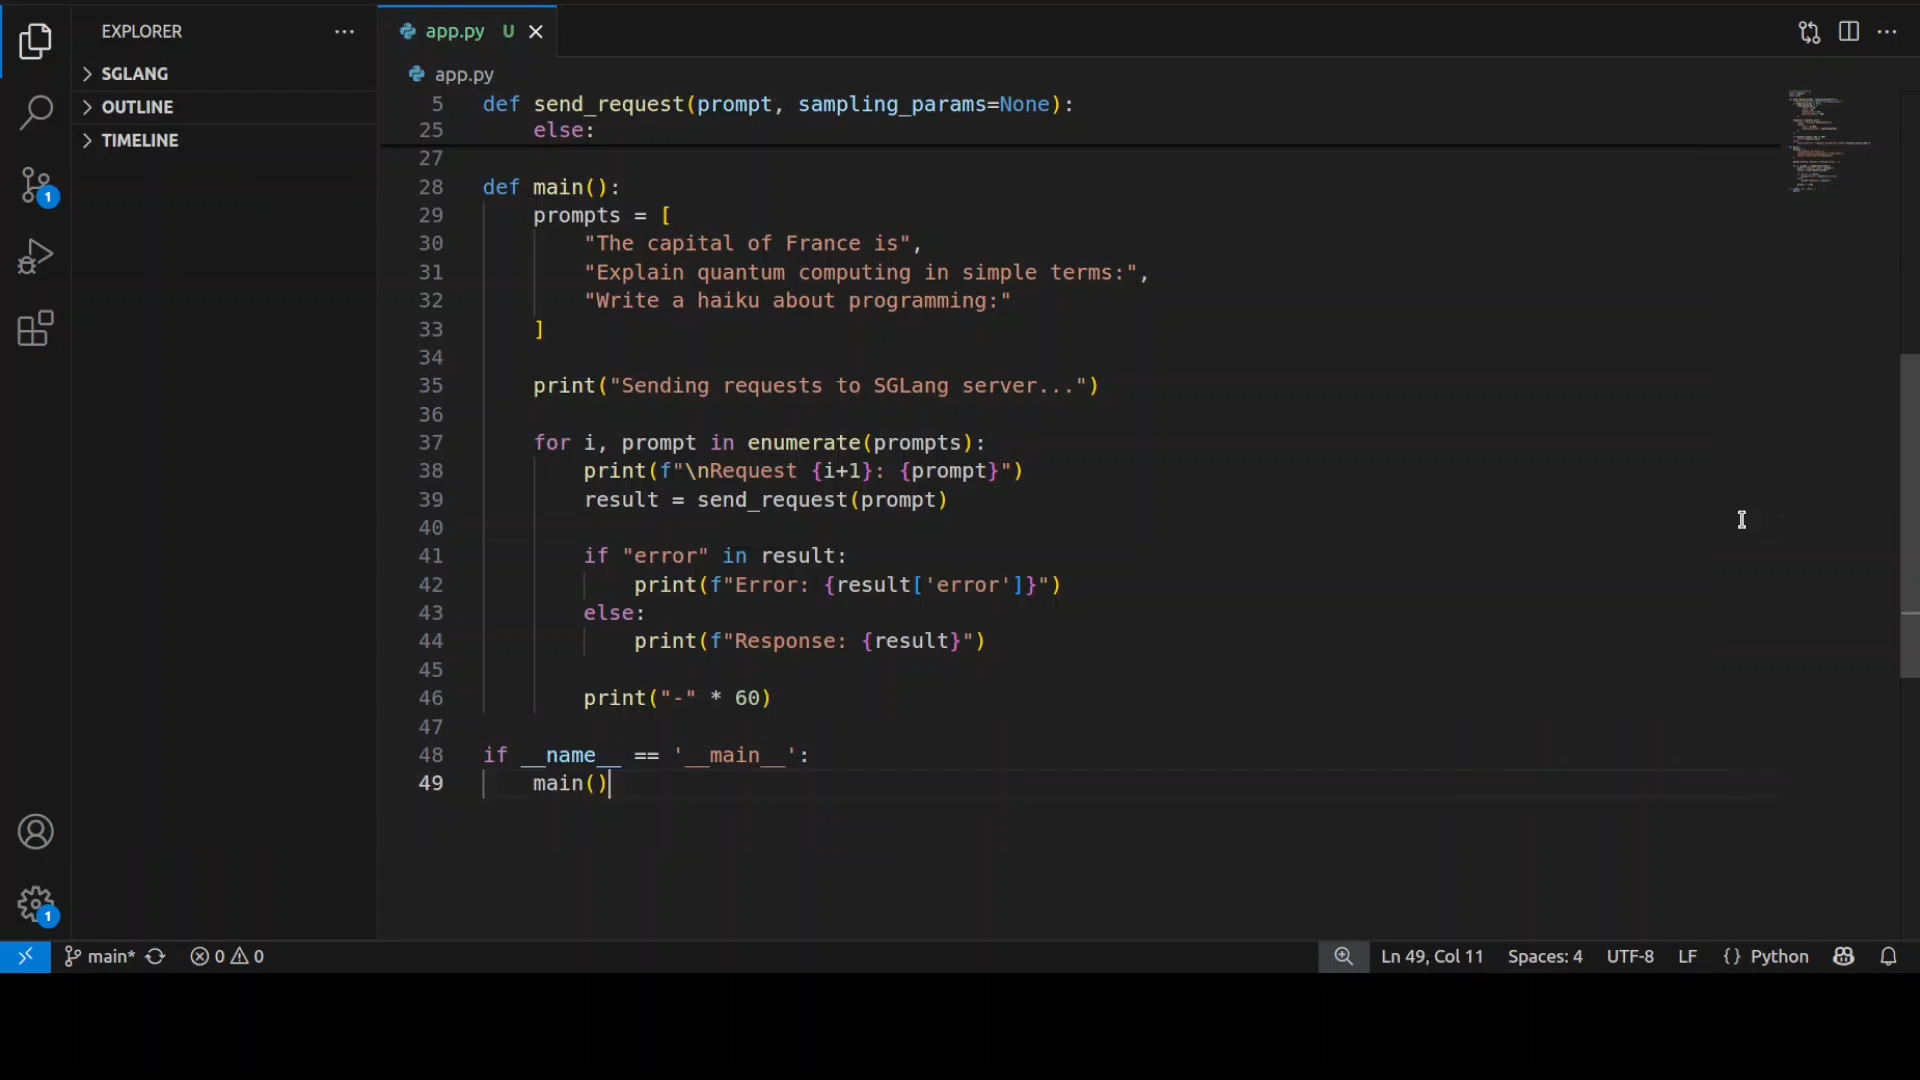 EXPLORER
SGLANG
OUTLINE
TIMELINE
1
1
app.py U
app.py
5 def send_request(prompt, sampling_params=None):
25     else:
27
28 def main():
29     prompts = [
30         "The capital of France is",
31         "Explain quantum computing in simple terms:",
32         "Write a haiku about programming:"
33     ]
34
35     print("Sending requests to SGLang server...")
36
37     for i, prompt in enumerate(prompts):
38         print(f"\nRequest {i+1}: {prompt}")
39         result = send_request(prompt)
40
41         if "error" in result:
42             print(f"Error: {result['error']}")
43         else:
44             print(f"Response: {result}")
45
46         print("-" * 60)
47
48 if __name__ == '__main__':
49     main()
main* 0 0 Ln 49, Col 11 Spaces: 4 UTF-8 LF {} Python